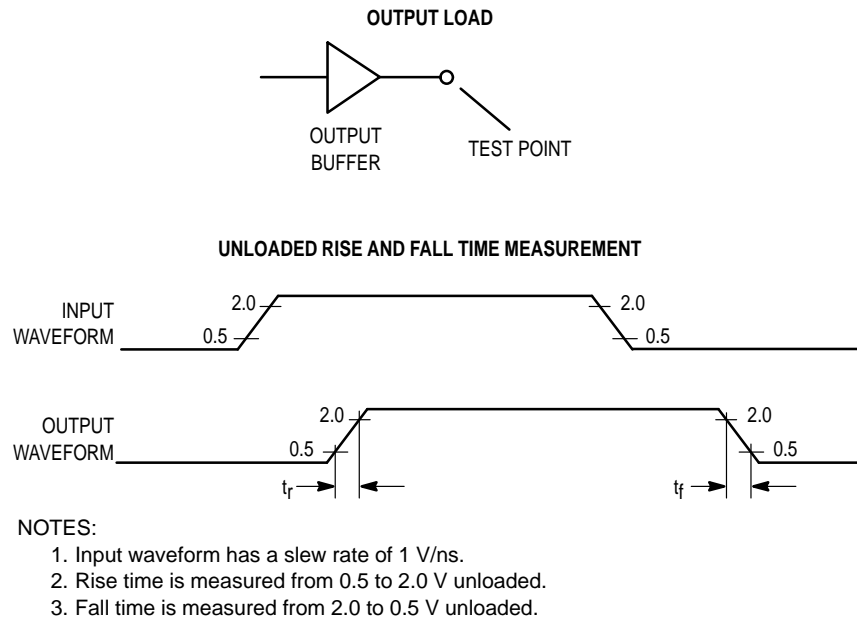 OUTPUT LOAD
OUTPUT
BUFFER
TEST POINT
UNLOADED RISE AND FALL TIME MEASUREMENT
INPUT
WAVEFORM
2.0
0.5
2.0
0.5
OUTPUT
WAVEFORM
2.0
0.5
2.0
0.5
tr
tf
NOTES:
1. Input waveform has a slew rate of 1 V/ns.
2. Rise time is measured from 0.5 to 2.0 V unloaded.
3. Fall time is measured from 2.0 to 0.5 V unloaded.